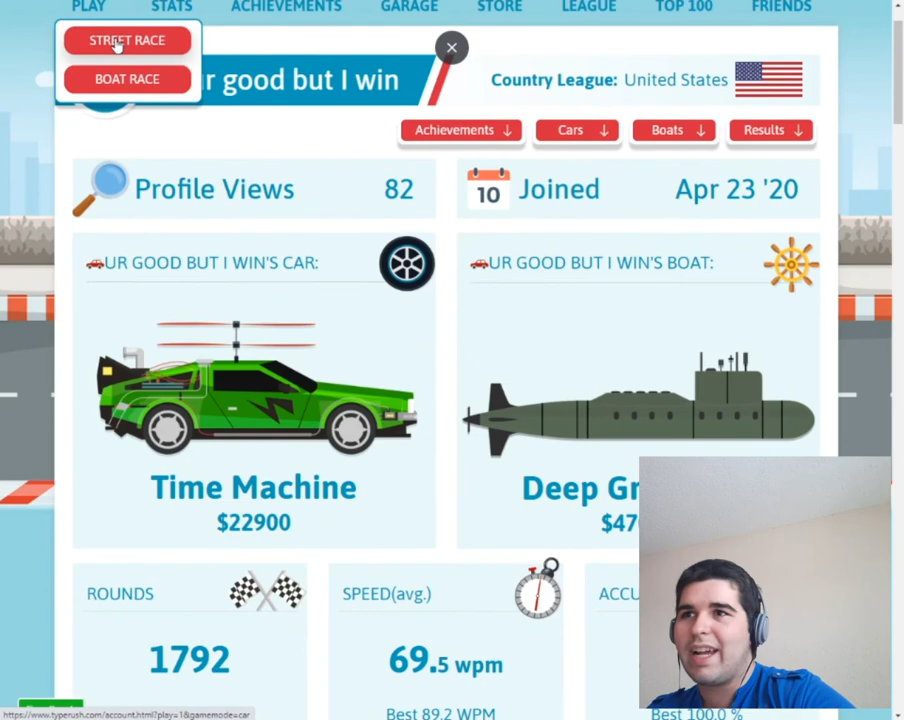 PLAY STATS ACHIEVEMENTS GARAGE STORE LEAGUE TOP 100 FRIENDS
STREET RACE
BOAT RACE
ur good but I win
Country League: United States
Achievements ↓ Cars ↓ Boats ↓ Results ↓
Profile Views 82
10 Joined Apr 23 '20
UR GOOD BUT I WIN'S CAR:
UR GOOD BUT I WIN'S BOAT:
Time Machine
$22900
Deep
ROUNDS
1792
SPEED(avg.)
69.5 wpm
Best 89.2 WPM
Best 100.0 %
https://www.typerush.com/account.html?play=1&gamemode=car